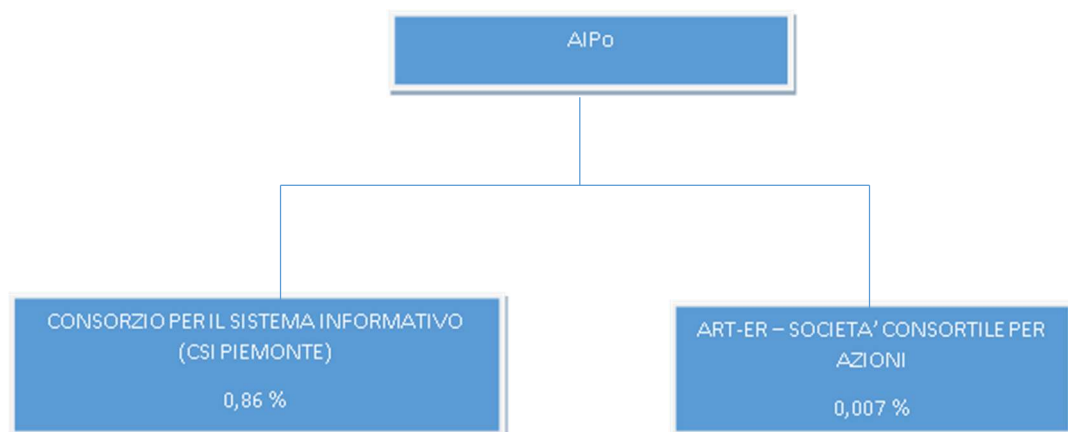 AIPo
CONSORZIO PER IL SISTEMA INFORMATIVO
(CSI PIEMONTE)
0,86 %
ART-ER – SOCIETA' CONSORTILE PER
AZIONI
0,007 %